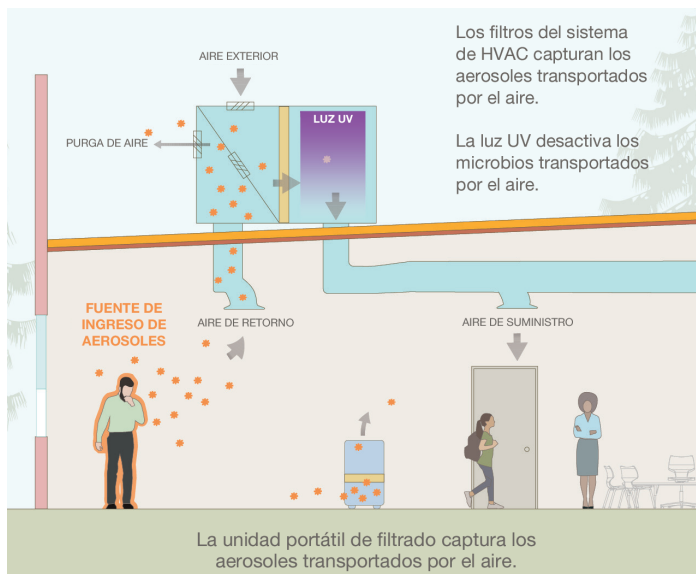 Los filtros del sistema
de HVAC capturan los
aerosoles transportados
por el aire.
La luz UV desactiva los
microbios transportados
por el aire.
AIRE EXTERIOR
PURGA DE AIRE
LUZ UV
FUENTE DE
INGRESO DE
AEROSOLES
AIRE DE RETORNO
AIRE DE SUMINISTRO
La unidad portátil de filtrado captura los
aerosoles transportados por el aire.